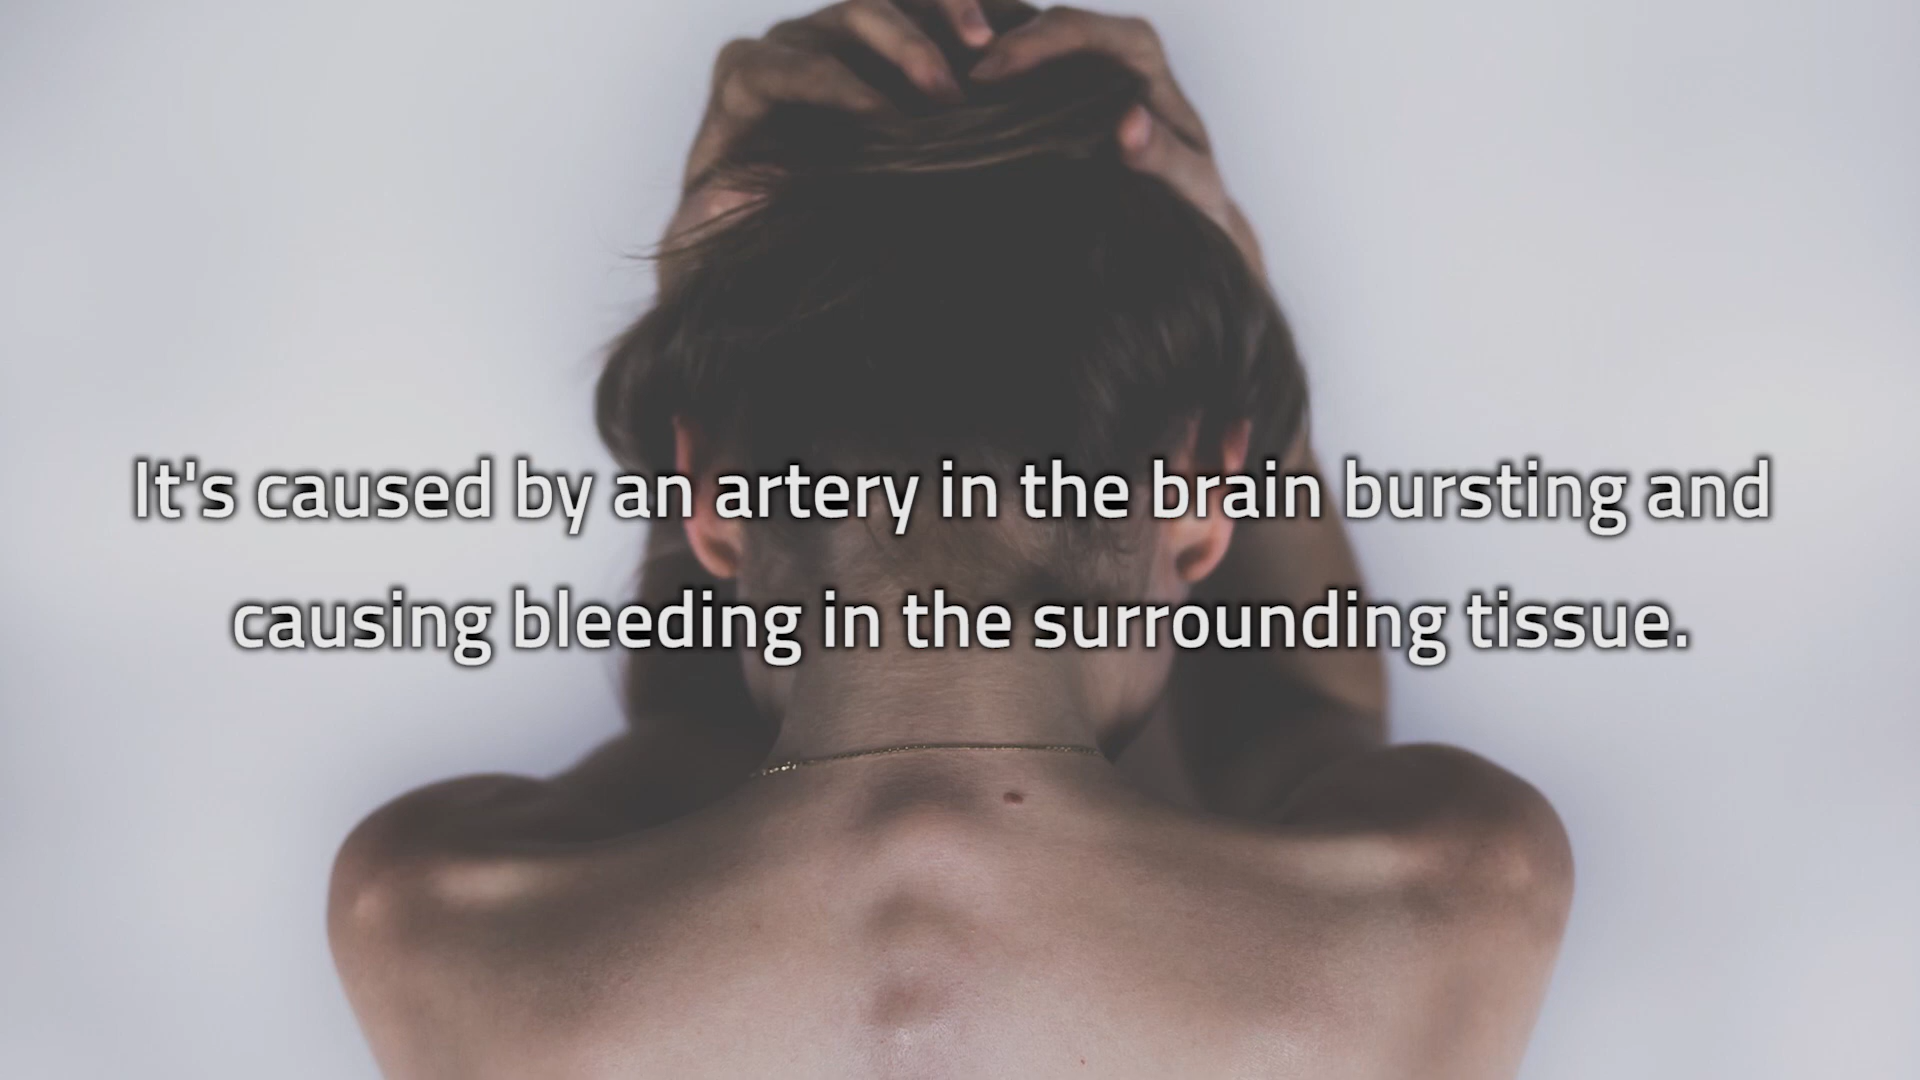 It's caused by an artery in the brain bursting and
causing bleeding in the surrounding tissue.